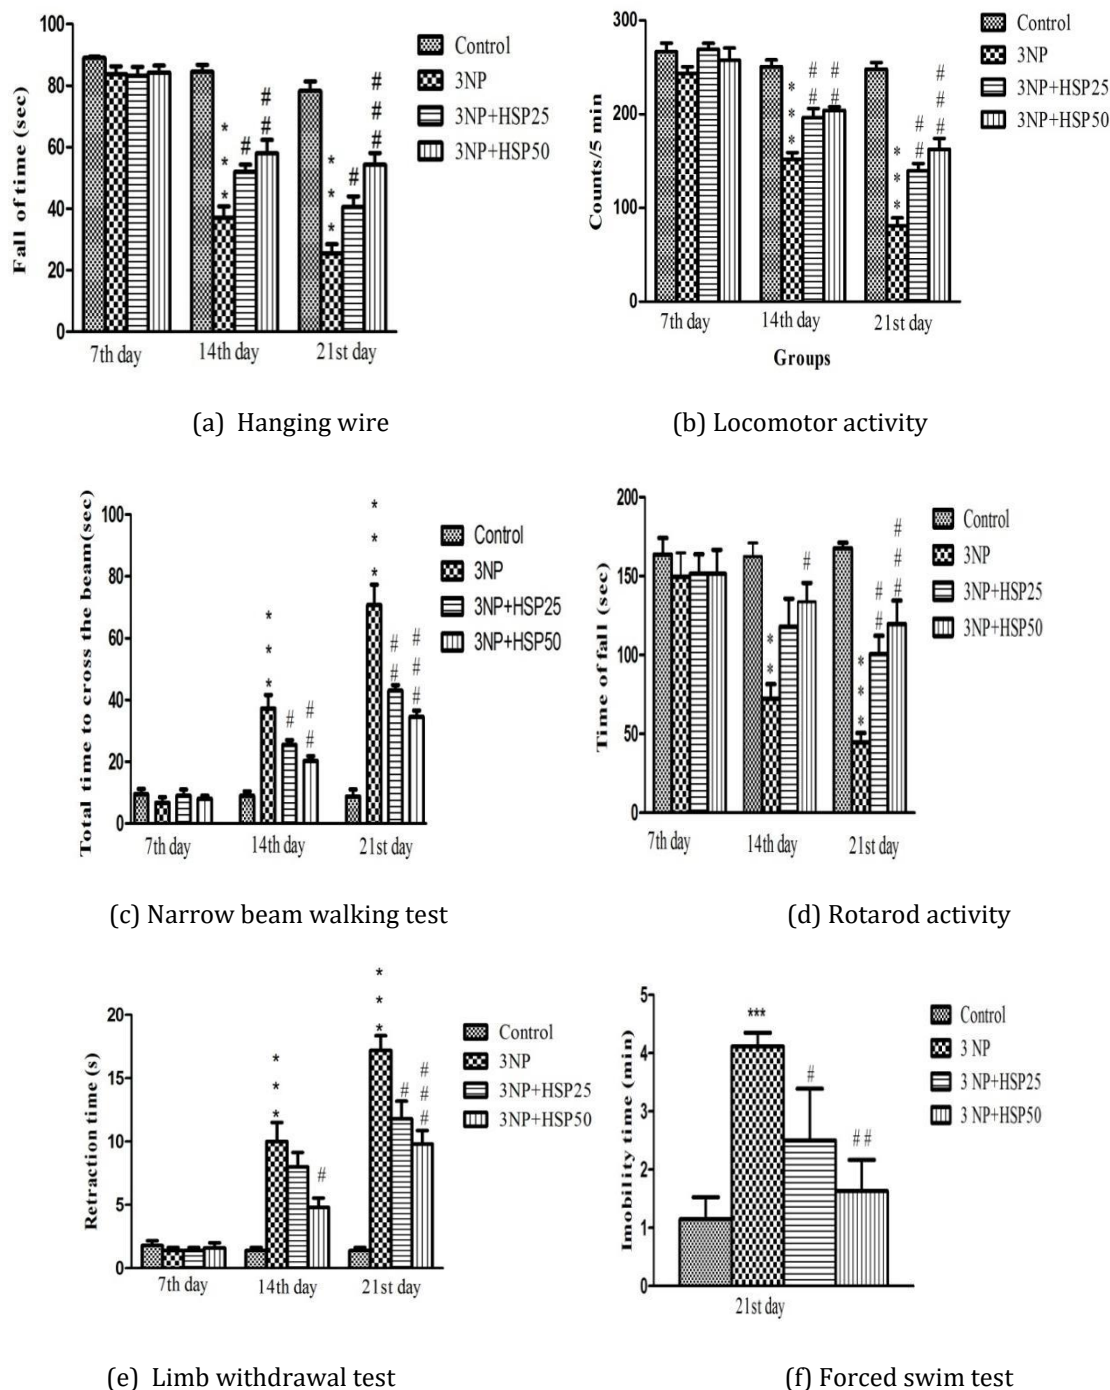 Fall of time (sec)
100
80
60
40
20
0
* * *
#
# #
* * *
#
# # #
7th day 14th day 21st day
Control
3NP
3NP+HSP25
3NP+HSP50
(a) Hanging wire
Counts/5 min
300
200
100
0
* * *
# #
# #
* * *
# #
# # #
7th day 14th day 21st day
Groups
Control
3NP
3NP+HSP25
3NP+HSP50
(b) Locomotor activity
Total time to cross the beam(sec)
100
80
60
40
20
0
* * *
#
# #
* * *
# #
# # #
7th day 14th day 21st day
Control
3NP
3NP+HSP25
3NP+HSP50
(c) Narrow beam walking test
Time of fall (sec)
200
150
100
50
0
* *
#
* * *
# #
# # #
7th day 14th day 21st day
Control
3NP
3NP+HSP25
3NP+HSP50
(d) Rotarod activity
Retraction time (s)
20
15
10
5
0
* * *
#
* * *
#
# # #
7th day 14th day 21st day
Control
3NP
3NP+HSP25
3NP+HSP50
(e) Limb withdrawal test
Imobility time (min)
5
4
3
2
1
0
***
#
# #
21st day
Control
3 NP
3 NP+HSP25
3 NP+HSP50
(f) Forced swim test